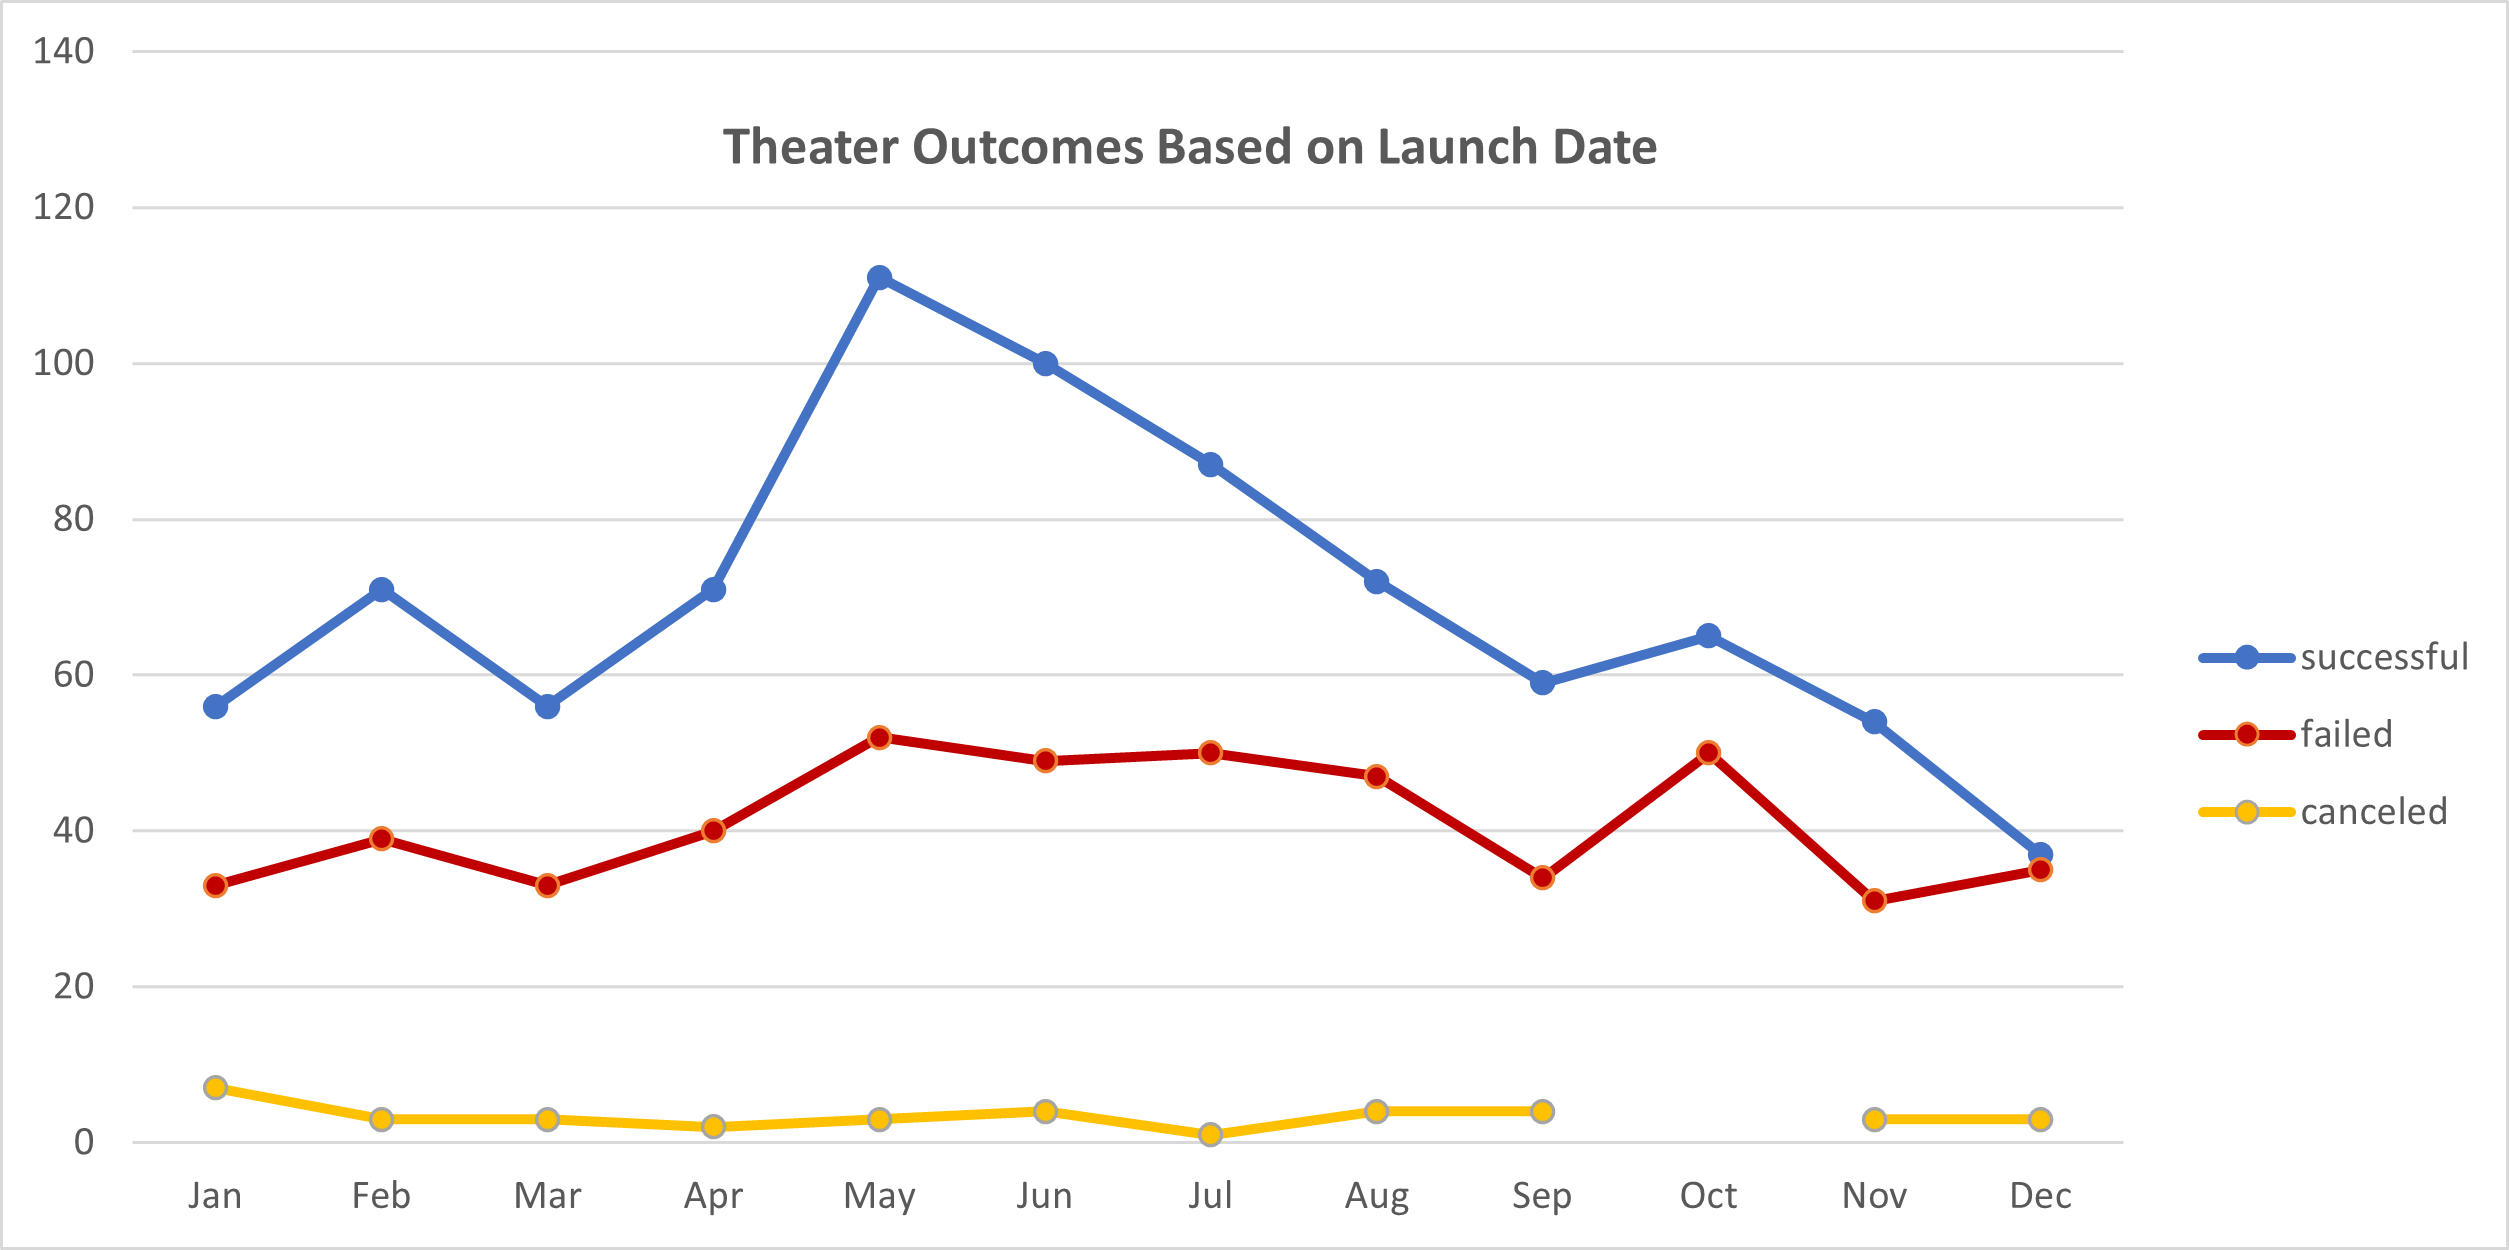 Theater Outcomes Based on Launch Date
140
120
100
80
60
40
20
0
Jan Feb Mar Apr May Jun Jul Aug Sep Oct Nov Dec
successful
failed
canceled